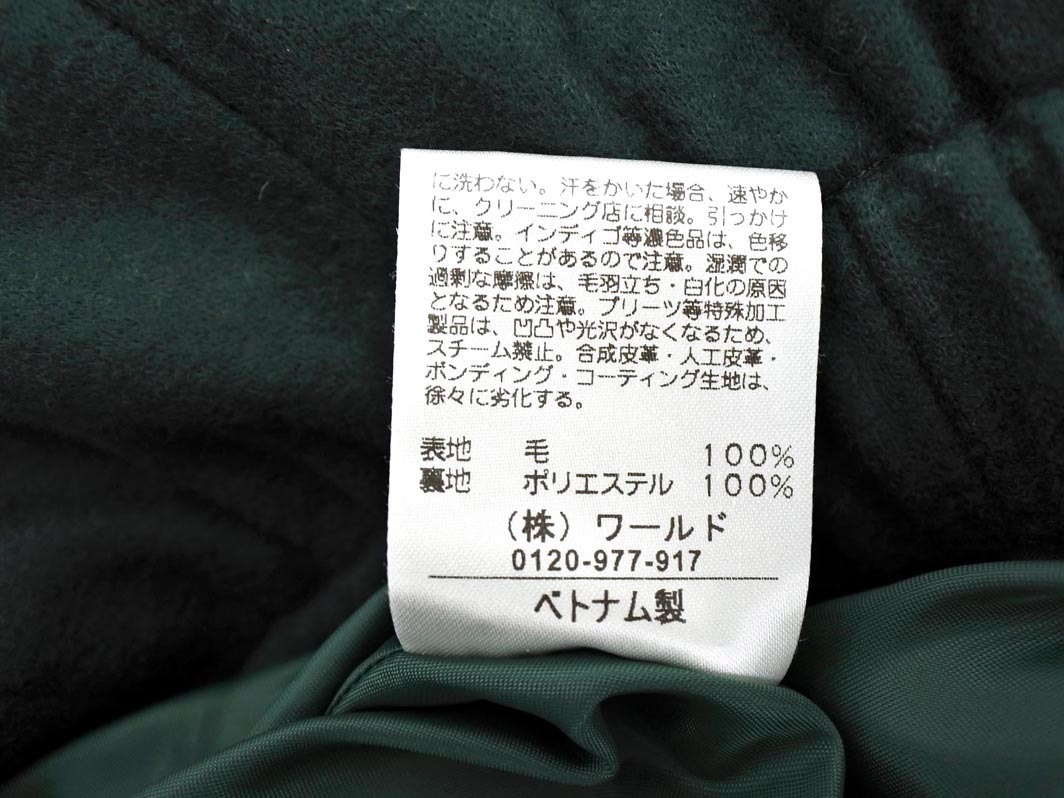 に洗わない。汗をかいた場合、速やか
に、クリーニング店に相談。引っかけ
に注意。インディゴ等濃色品は、色移
りすることがあるので注意。湿潤での
過剰な摩擦は、毛羽立ち・白化の原因
となるため注意。プリーツ等特殊加工
製品は、凹凸や光沢がなくなるため、
スチーム禁止。合成皮革・人工皮革・
ボンディング・コーティング生地は、
徐々に劣化する。
表地 毛 100%
裏地 ポリエステル 100%
(株)ワールド
0120-977-917
ベトナム製